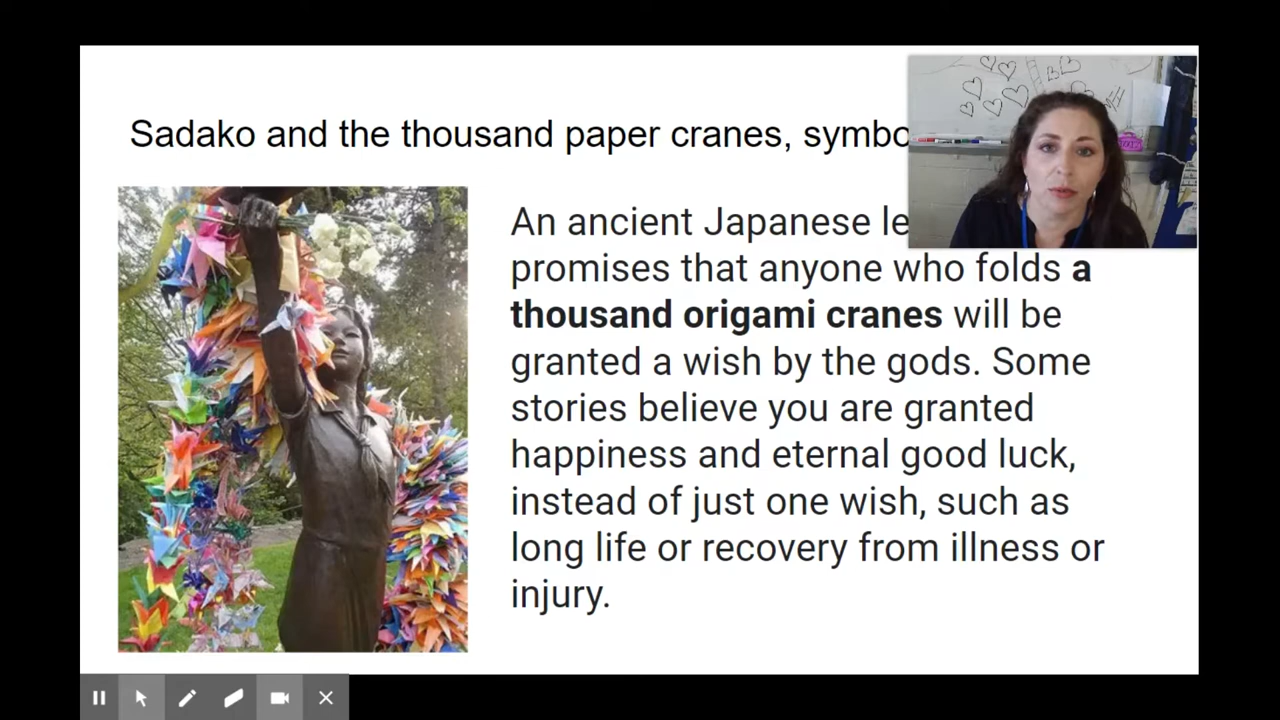 Sadako and the thousand paper cranes,
An ancient Japanese
promises that anyone who folds a
thousand origami cranes will be
granted a wish by the gods. Some
stories believe you are granted
happiness and eternal good luck,
instead of just one wish, such as
long life or recovery from illness or
injury.